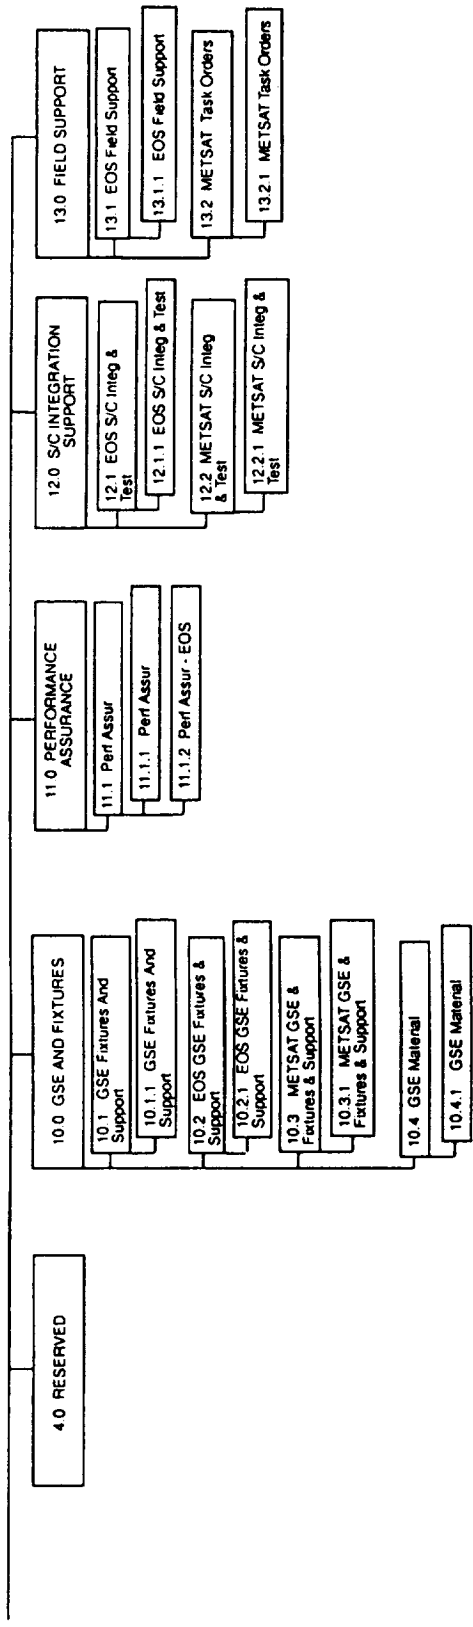 4.0 RESERVED
10.0 GSE AND FIXTURES
10.1 GSE Fixtures And
Support
10.1.1 GSE Fixtures And
Support
10.2 EOS GSE Fixtures &
Support
10.2.1 EOS GSE Fixtures &
Support
10.3 METSAT GSE &
Fixtures & Support
10.3.1 METSAT GSE &
Fixtures & Support
10.4 GSE Material
10.4.1 GSE Material
11.0 PERFORMANCE
ASSURANCE
11.1 Perf Assur
11.1.1 Perf Assur
11.1.2 Perf Assur - EOS
12.0 S/C INTEGRATION
SUPPORT
12.1 EOS S/C Integ &
Test
12.1.1 EOS S/C Integ & Test
12.2 METSAT S/C Integ
& Test
12.2.1 METSAT S/C Integ &
Test
13.0 FIELD SUPPORT
13.1 EOS Field Support
13.1.1 EOS Field Support
13.2 METSAT Task Orders
13.2.1 METSAT Task Orders